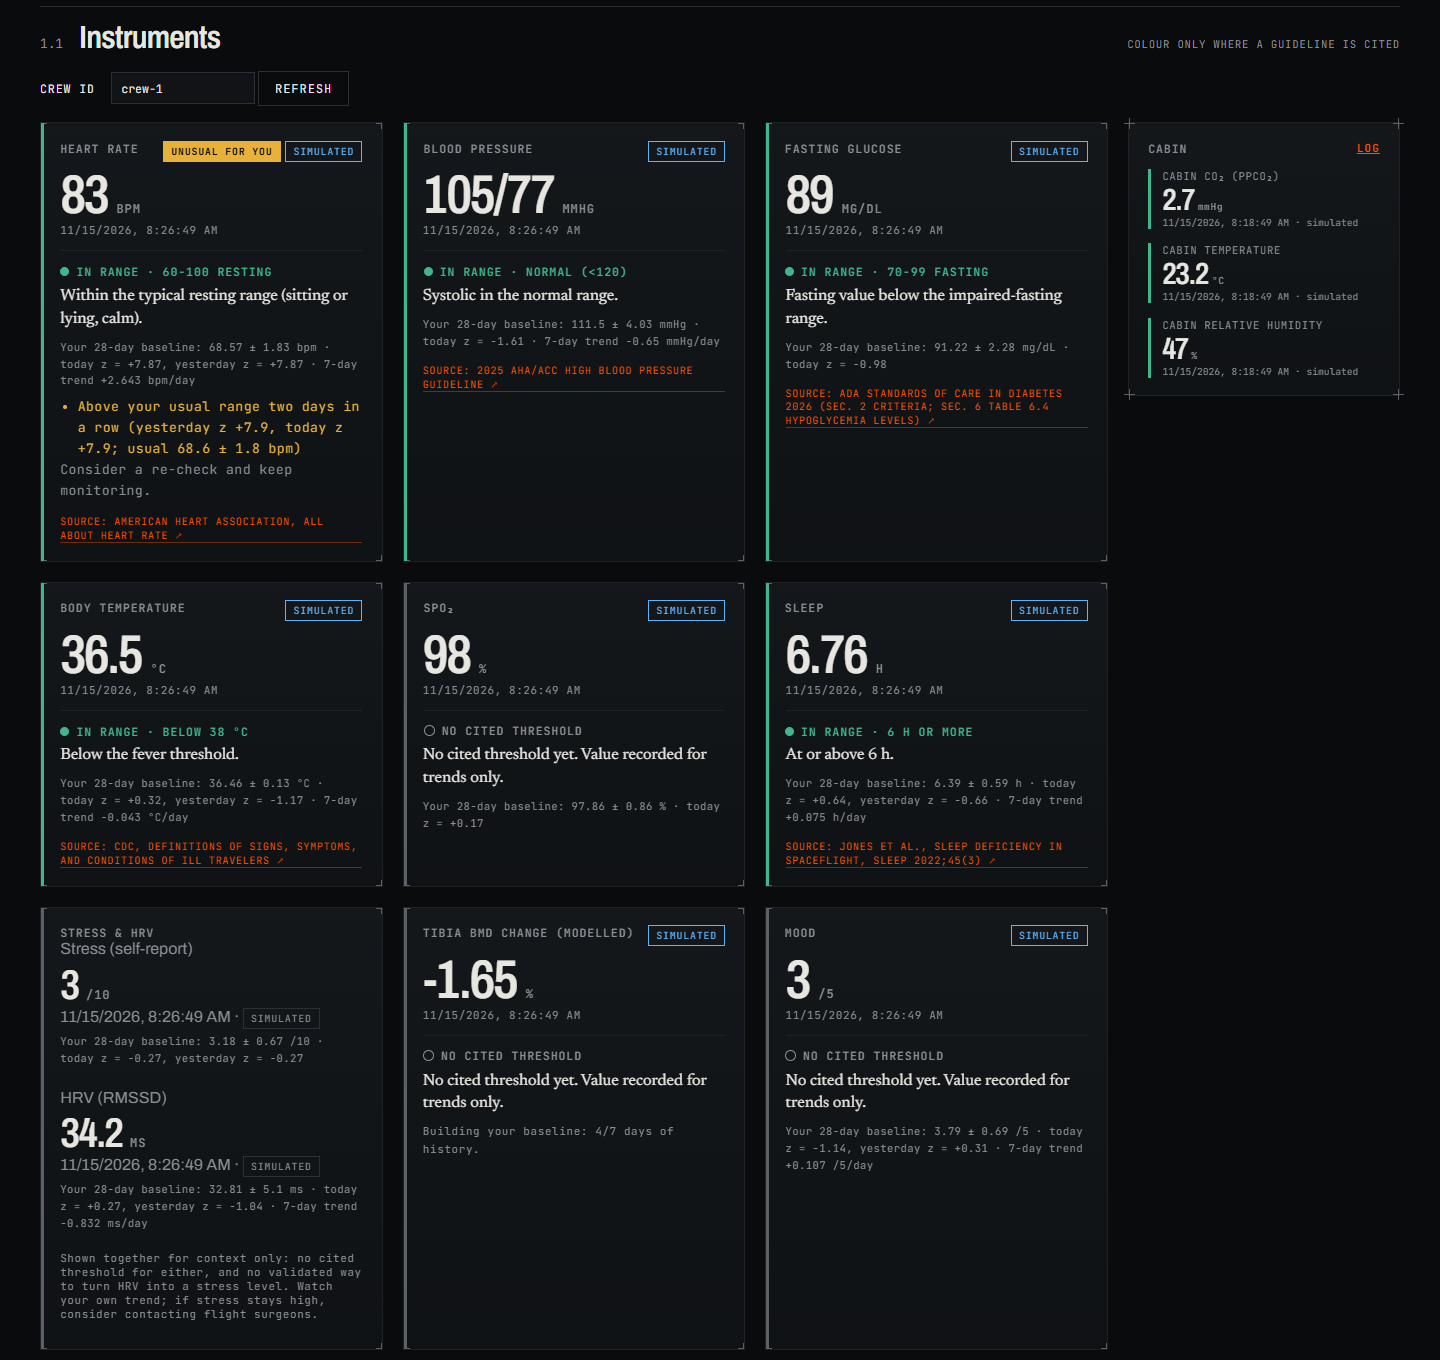 1.1 Instruments
COLOUR ONLY WHERE A GUIDELINE IS CITED
CREW ID crew-1 REFRESH
HEART RATE UNUSUAL FOR YOU SIMULATED
83 BPM
11/15/2026, 8:26:49 AM
IN RANGE · 60-100 RESTING
Within the typical resting range (sitting or
lying, calm).
Your 28-day baseline: 68.57 ± 1.83 bpm ·
today z = +7.87, yesterday z = +7.87 · 7-day
trend +2.643 bpm/day
• Above your usual range two days in
a row (yesterday z +7.9, today z
+7.9; usual 68.6 ± 1.8 bpm)
Consider a re-check and keep
monitoring.
SOURCE: AMERICAN HEART ASSOCIATION, ALL
ABOUT HEART RATE ↗
BLOOD PRESSURE SIMULATED
105/77 MMHG
11/15/2026, 8:26:49 AM
IN RANGE · NORMAL (<120)
Systolic in the normal range.
Your 28-day baseline: 111.5 ± 4.03 mmHg ·
today z = -1.61 · 7-day trend -0.65 mmHg/day
SOURCE: 2025 AHA/ACC HIGH BLOOD PRESSURE
GUIDELINE ↗
FASTING GLUCOSE SIMULATED
89 MG/DL
11/15/2026, 8:26:49 AM
IN RANGE · 70-99 FASTING
Fasting value below the impaired-fasting
range.
Your 28-day baseline: 91.22 ± 2.28 mg/dL ·
today z = -0.98
SOURCE: ADA STANDARDS OF CARE IN DIABETES
2026 (SEC. 2 CRITERIA; SEC. 6 TABLE 6.4
HYPOGLYCEMIA LEVELS) ↗
CABIN LOG
CABIN CO₂ (PPCO₂)
2.7 mmHg
11/15/2026, 8:18:49 AM · simulated
CABIN TEMPERATURE
23.2 °C
11/15/2026, 8:18:49 AM · simulated
CABIN RELATIVE HUMIDITY
47 %
11/15/2026, 8:18:49 AM · simulated
BODY TEMPERATURE SIMULATED
36.5 °C
11/15/2026, 8:26:49 AM
IN RANGE · BELOW 38 °C
Below the fever threshold.
Your 28-day baseline: 36.46 ± 0.13 °C ·
today z = +0.32, yesterday z = -1.17 · 7-day
trend -0.043 °C/day
SOURCE: CDC, DEFINITIONS OF SIGNS, SYMPTOMS,
AND CONDITIONS OF ILL TRAVELERS ↗
SPO₂ SIMULATED
98 %
11/15/2026, 8:26:49 AM
NO CITED THRESHOLD
No cited threshold yet. Value recorded for
trends only.
Your 28-day baseline: 97.86 ± 0.86 % · today
z = +0.17
SLEEP SIMULATED
6.76 H
11/15/2026, 8:26:49 AM
IN RANGE · 6 H OR MORE
At or above 6 h.
Your 28-day baseline: 6.39 ± 0.59 h · today
z = +0.64, yesterday z = -0.66 · 7-day trend
+0.075 h/day
SOURCE: JONES ET AL., SLEEP DEFICIENCY IN
SPACEFLIGHT, SLEEP 2022;45(3) ↗
STRESS & HRV
Stress (self-report)
3 /10
11/15/2026, 8:26:49 AM · SIMULATED
Your 28-day baseline: 3.18 ± 0.67 /10 ·
today z = -0.27, yesterday z = -0.27
HRV (RMSSD)
34.2 MS
11/15/2026, 8:26:49 AM · SIMULATED
Your 28-day baseline: 32.81 ± 5.1 ms · today
z = +0.27, yesterday z = -1.04 · 7-day trend
-0.832 ms/day
Shown together for context only: no cited
threshold for either, and no validated way
to turn HRV into a stress level. Watch
your own trend; if stress stays high,
consider contacting flight surgeons.
TIBIA BMD CHANGE (MODELLED) SIMULATED
-1.65 %
11/15/2026, 8:26:49 AM
NO CITED THRESHOLD
No cited threshold yet. Value recorded for
trends only.
Building your baseline: 4/7 days of
history.
MOOD SIMULATED
3 /5
11/15/2026, 8:26:49 AM
NO CITED THRESHOLD
No cited threshold yet. Value recorded for
trends only.
Your 28-day baseline: 3.79 ± 0.69 /5 · today
z = -1.14, yesterday z = +0.31 · 7-day trend
+0.107 /5/day